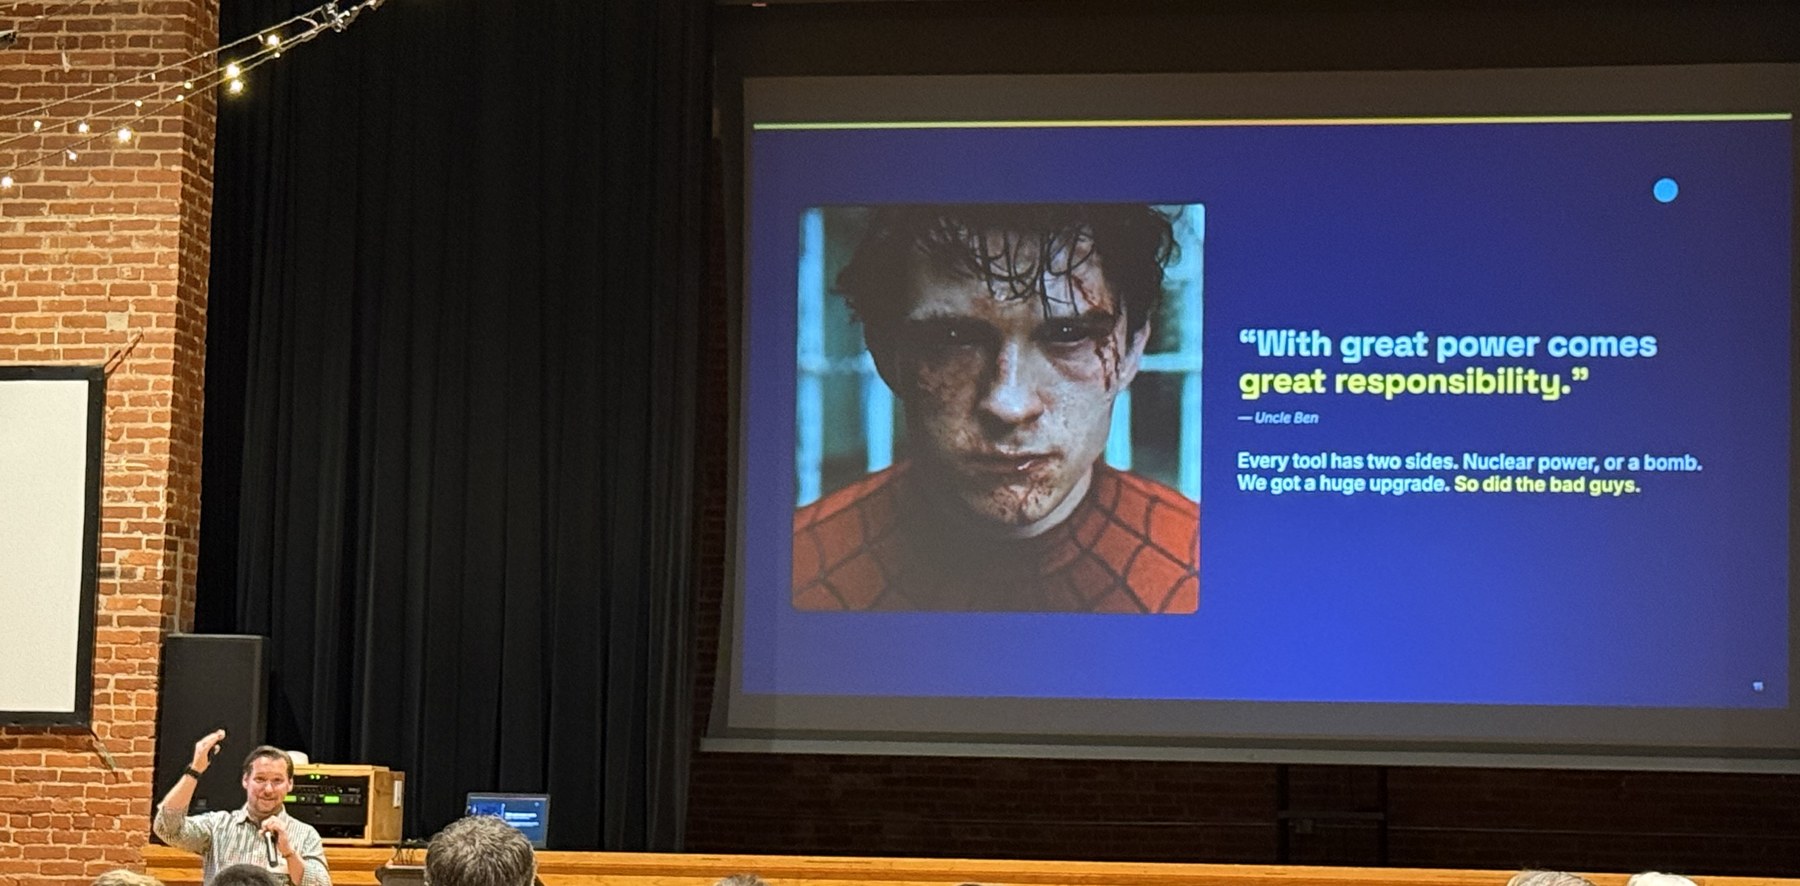 “With great power comes
great responsibility.”
— Uncle Ben
Every tool has two sides. Nuclear power, or a bomb.
We got a huge upgrade. So did the bad guys.